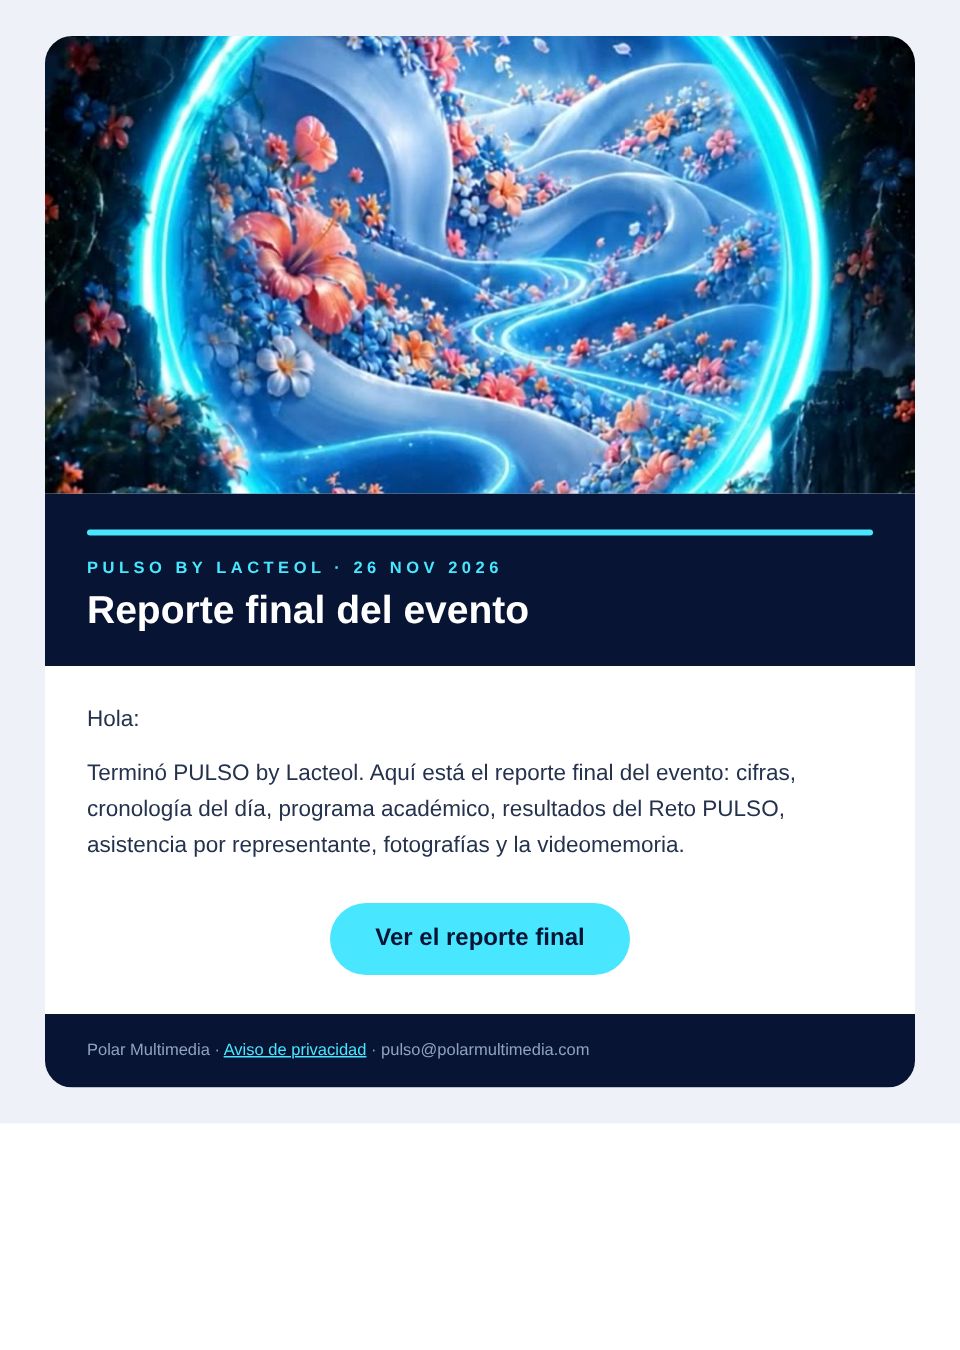 PULSO BY LACTEOL · 26 NOV 2026
Reporte final del evento
Hola:
Terminó PULSO by Lacteol. Aquí está el reporte final del evento: cifras,
cronología del día, programa académico, resultados del Reto PULSO,
asistencia por representante, fotografías y la videomemoria.
Ver el reporte final
Polar Multimedia · Aviso de privacidad · pulso@polarmultimedia.com